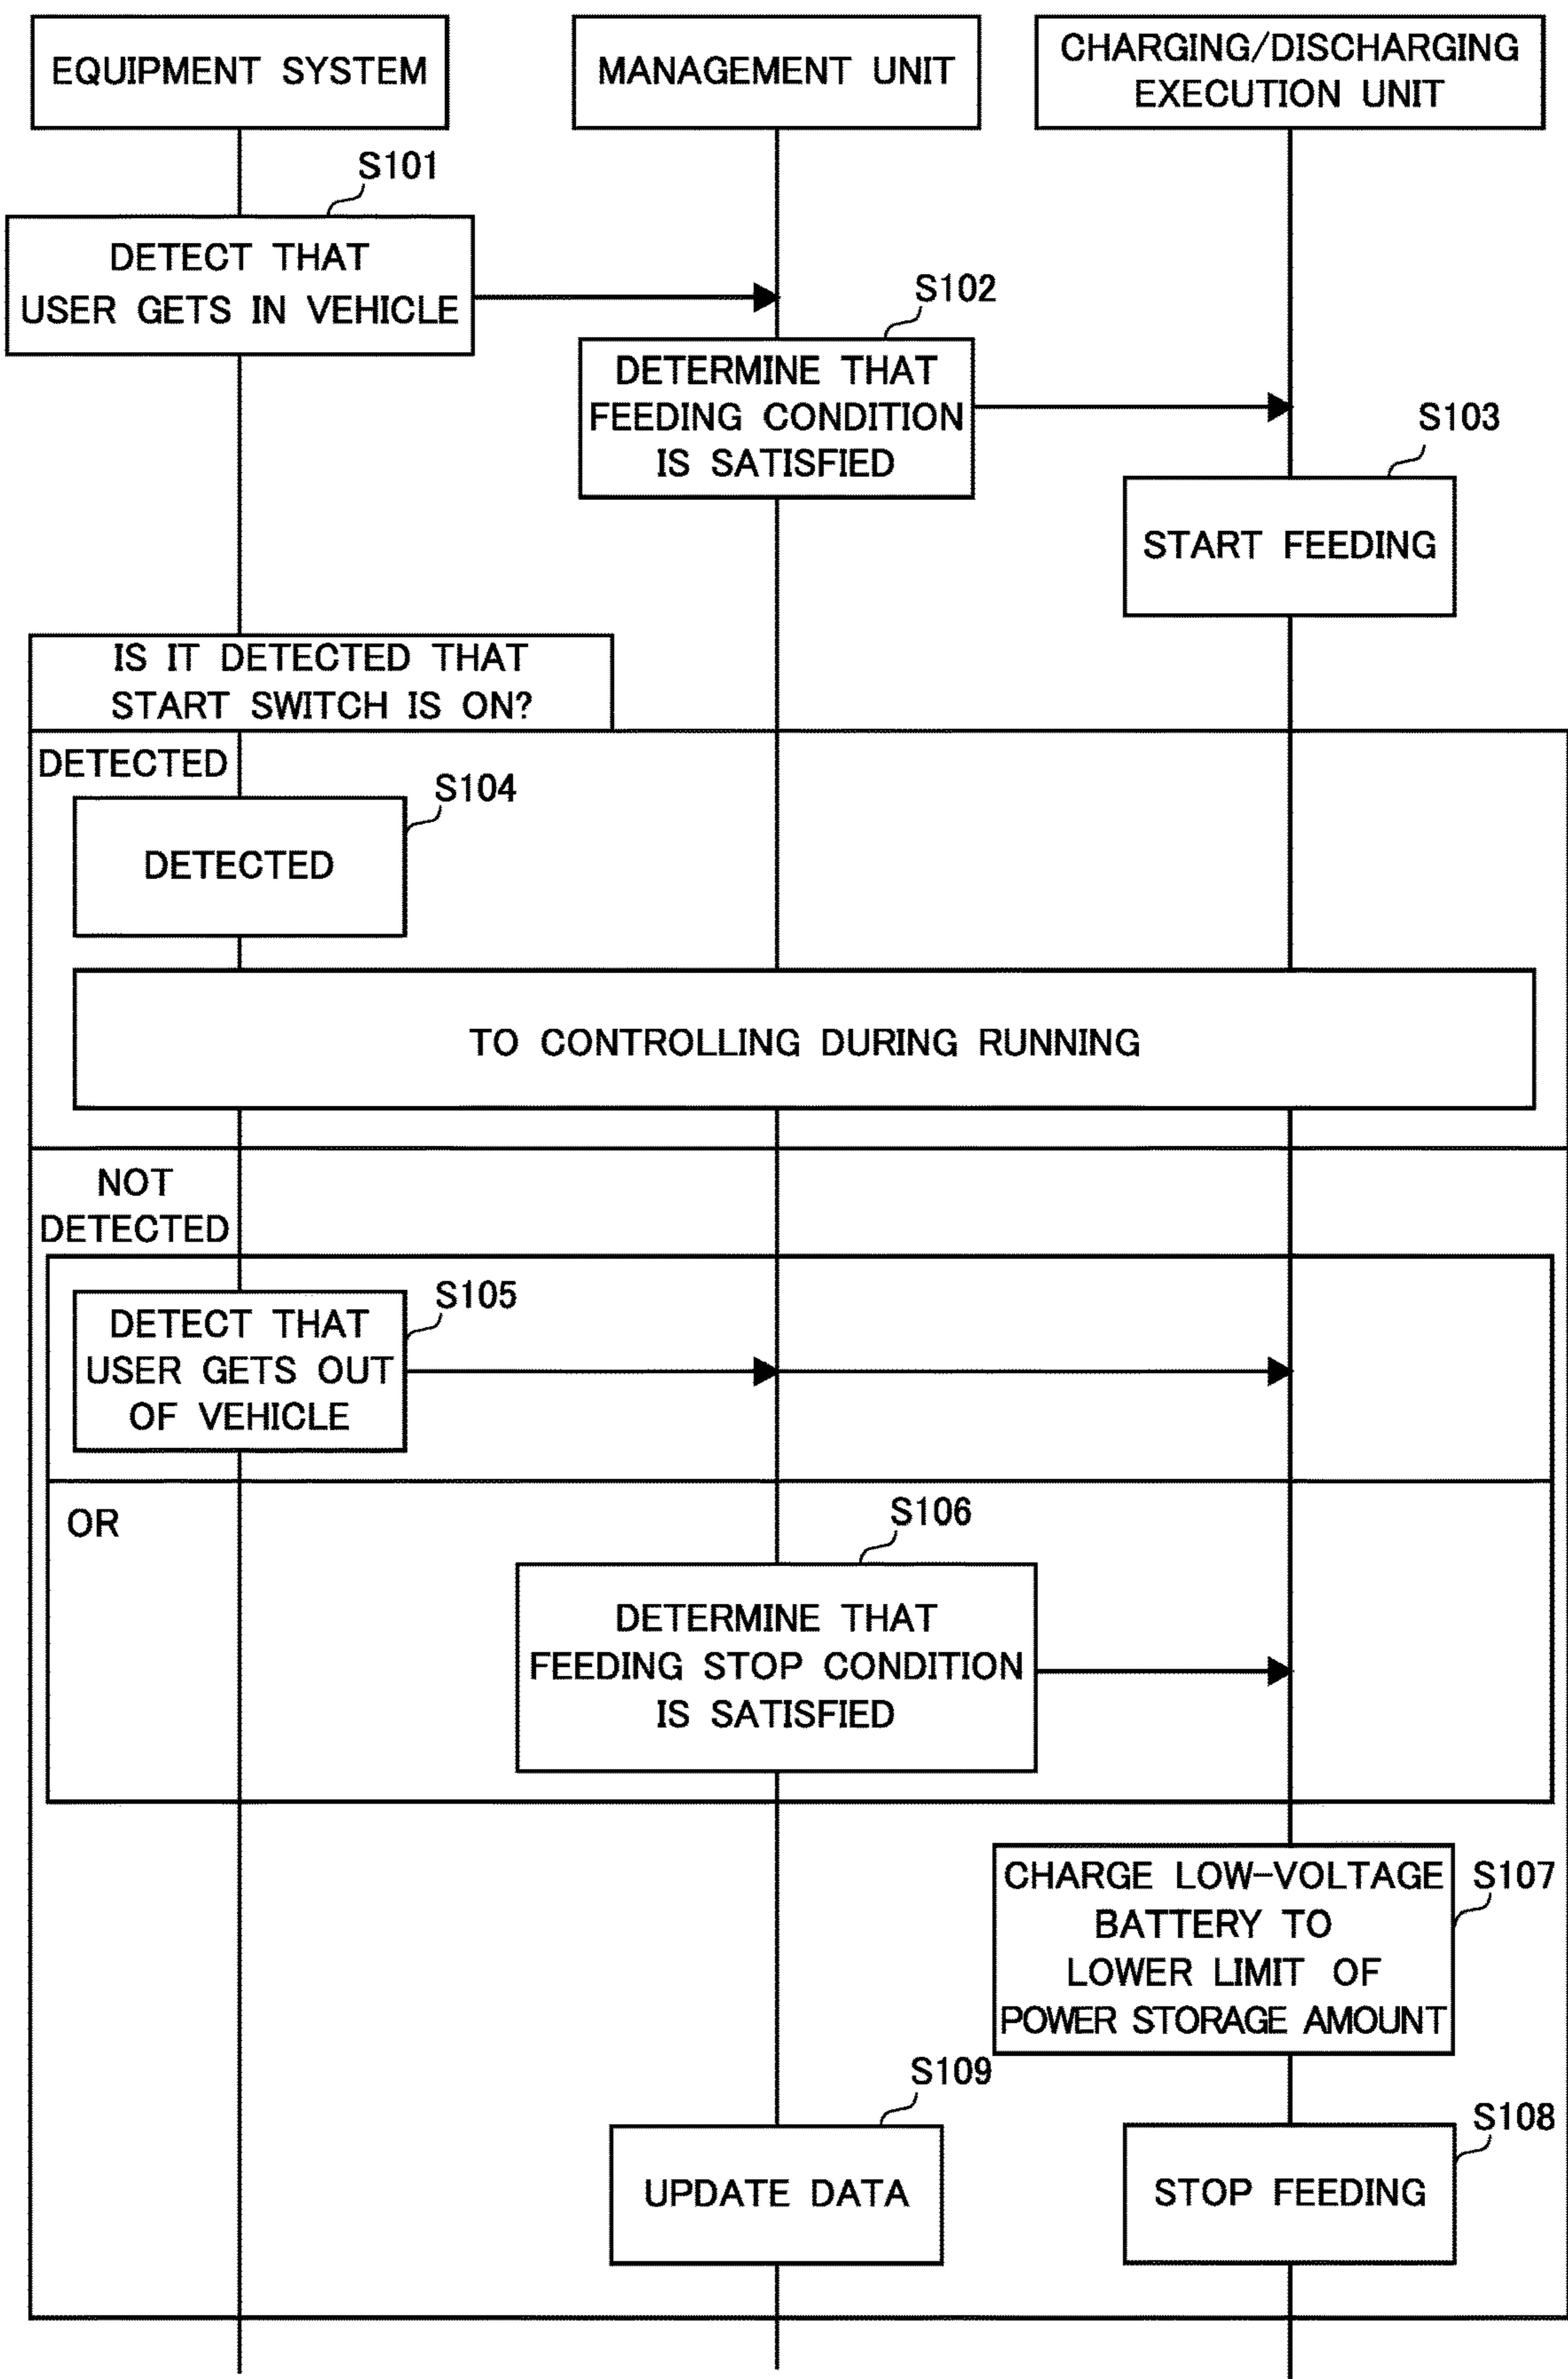 EQUIPMENT SYSTEM
MANAGEMENT UNIT
CHARGING/DISCHARGING
EXECUTION UNIT
S101
DETECT THAT
USER GETS IN VEHICLE
S102
DETERMINE THAT
FEEDING CONDITION
IS SATISFIED
S103
START FEEDING
IS IT DETECTED THAT
START SWITCH IS ON?
DETECTED
S104
DETECTED
TO CONTROLLING DURING RUNNING
NOT
DETECTED
S105
DETECT THAT
USER GETS OUT
OF VEHICLE
OR
S106
DETERMINE THAT
FEEDING STOP CONDITION
IS SATISFIED
S107
CHARGE LOW-VOLTAGE
BATTERY TO
LOWER LIMIT OF
POWER STORAGE AMOUNT
S109
UPDATE DATA
S108
STOP FEEDING